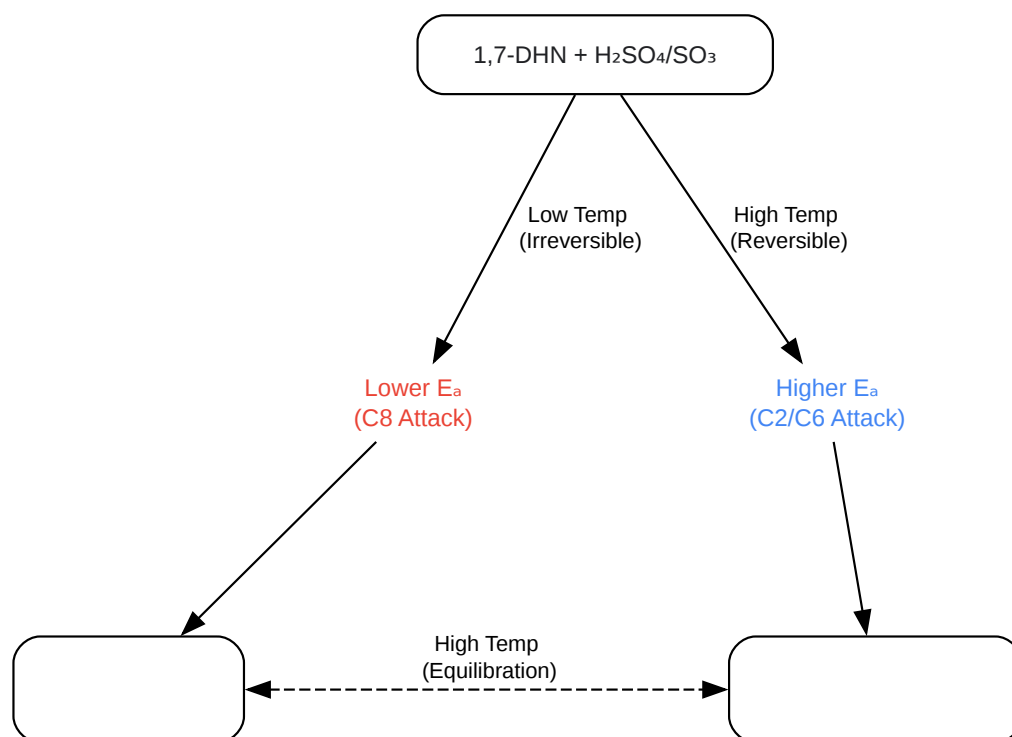 1,7-DHN + H₂SO₄/SO₃
Low Temp
(Irreversible)
High Temp
(Reversible)
Lower Eₐ
(C8 Attack)
Higher Eₐ
(C2/C6 Attack)
High Temp
(Equilibration)